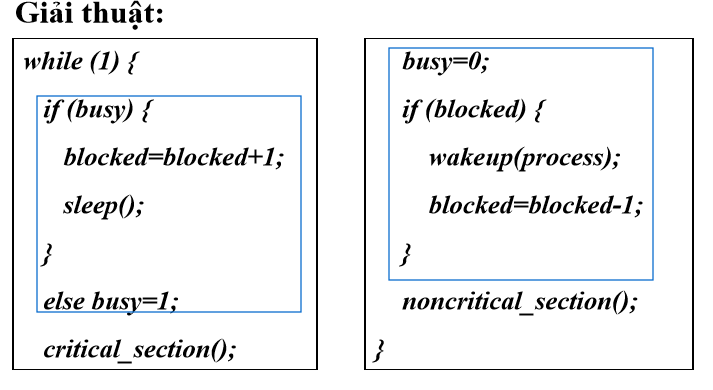 Giải thuật:
while (1) {
if (busy) {
blocked=blocked+1;
sleep();
}
else busy=1;
critical_section();
busy=0;
if (blocked) {
wakeup(process);
blocked=blocked-1;
}
noncritical_section();
}